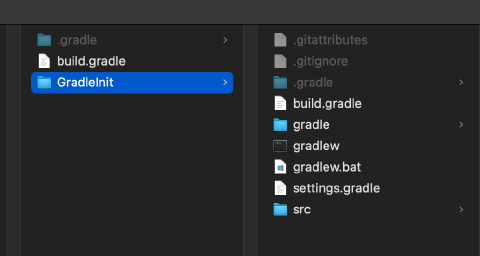 .gradle
build.gradle
GradleInit
.gitattributes
.gitignore
.gradle
build.gradle
gradle
gradlew
gradlew.bat
settings.gradle
src